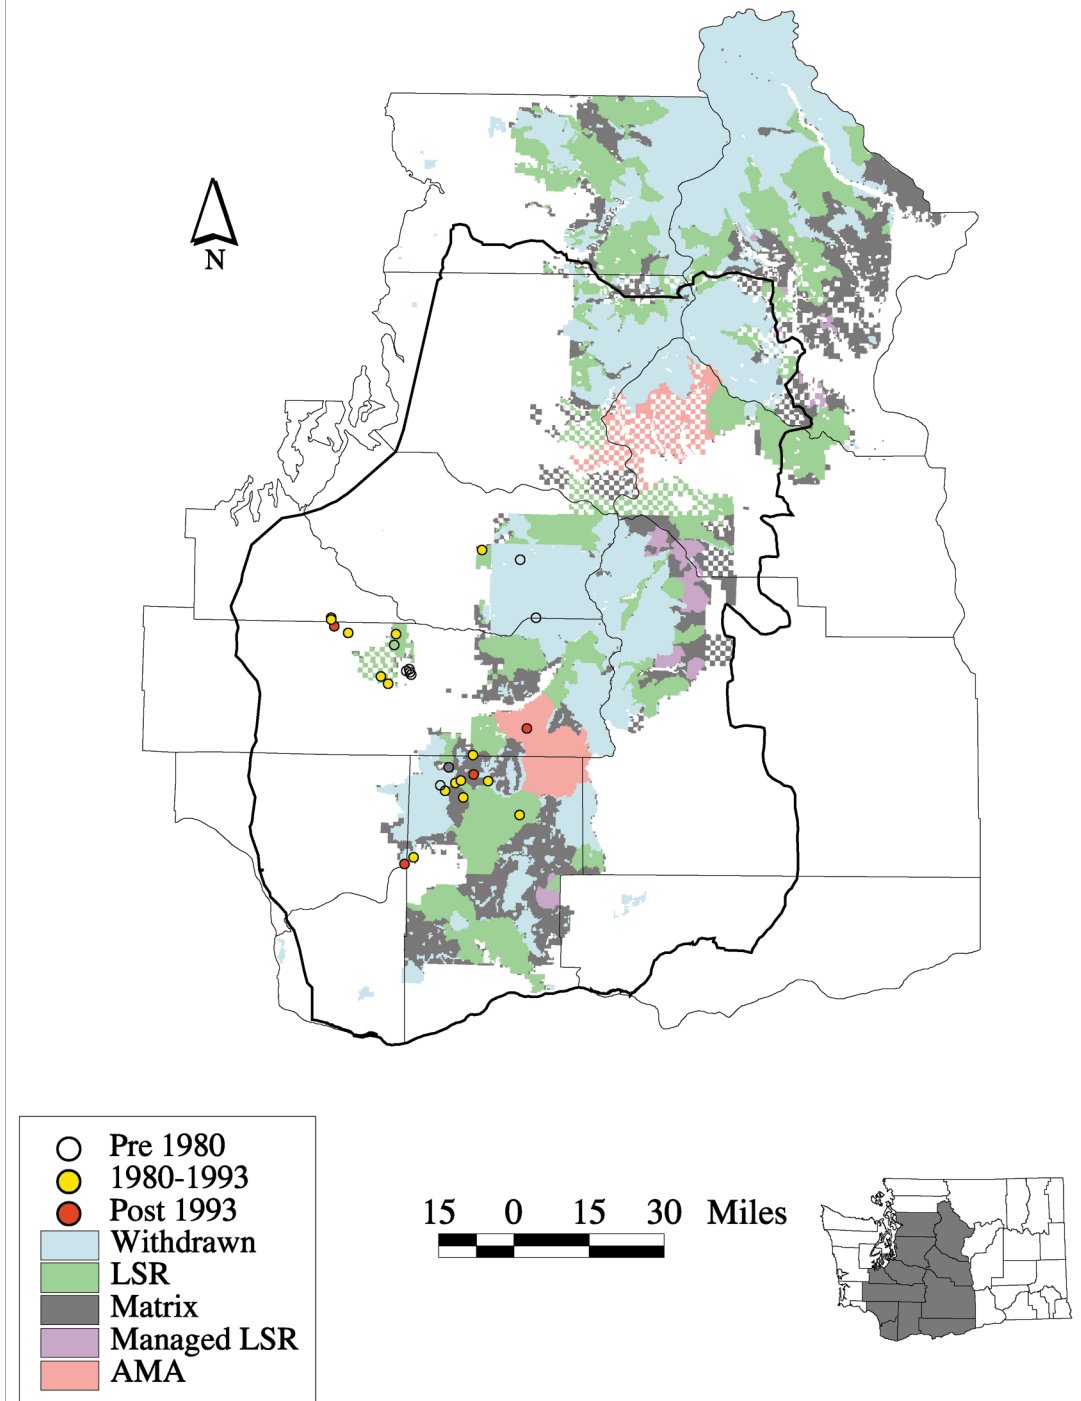 N
Pre 1980
1980-1993
Post 1993
Withdrawn
LSR
Matrix
Managed LSR
AMA
15 0 15 30 Miles